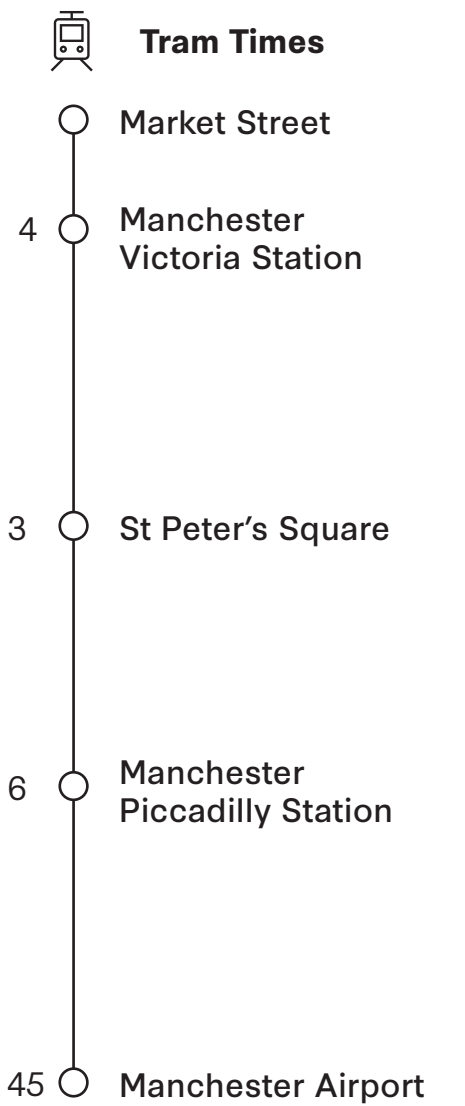 Tram Times
Market Street
4 Manchester
Victoria Station
3 St Peter’s Square
6 Manchester
Piccadilly Station
45 Manchester Airport